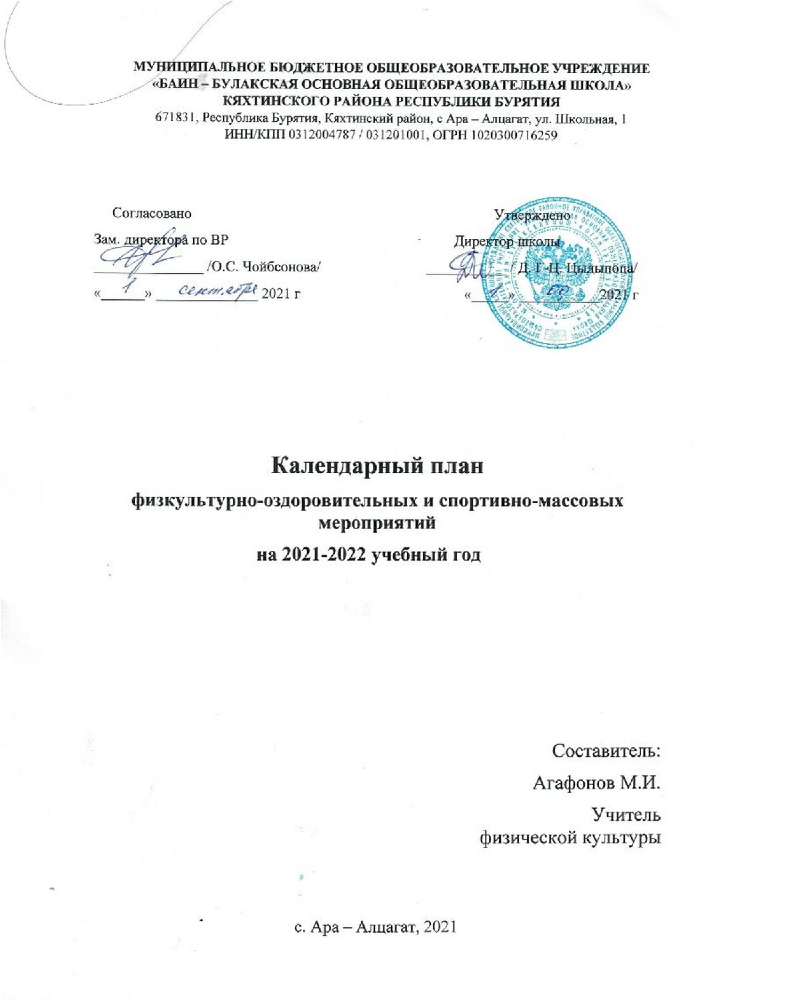 МУНИЦИПАЛЬНОЕ БЮДЖЕТНОЕ ОБЩЕОБРАЗОВАТЕЛЬНОЕ УЧРЕЖДЕНИЕ
«БАИН – БУЛАКСКАЯ ОСНОВНАЯ ОБЩЕОБРАЗОВАТЕЛЬНАЯ ШКОЛА»
КЯХТИНСКОГО РАЙОНА РЕСПУБЛИКИ БУРЯТИЯ
671831, Республика Бурятия, Кяхтинский район, с Ара – Алцагат, ул. Школьная, 1
ИНН/КПП 0312004787 / 031201001, ОГРН 1020300716259
Согласовано
Зам. директора по ВР
/О.С. Чойбсонова/
« 1 » сентября 2021 г
Утверждено
Директор школы
/ Д. Г-Ц. Цыдыпова/
« 1 » 09 2021 г
Календарный план
физкультурно-оздоровительных и спортивно-массовых
мероприятий
на 2021-2022 учебный год
Составитель:
Агафонов М.И.
Учитель
физической культуры
с. Ара – Алцагат, 2021